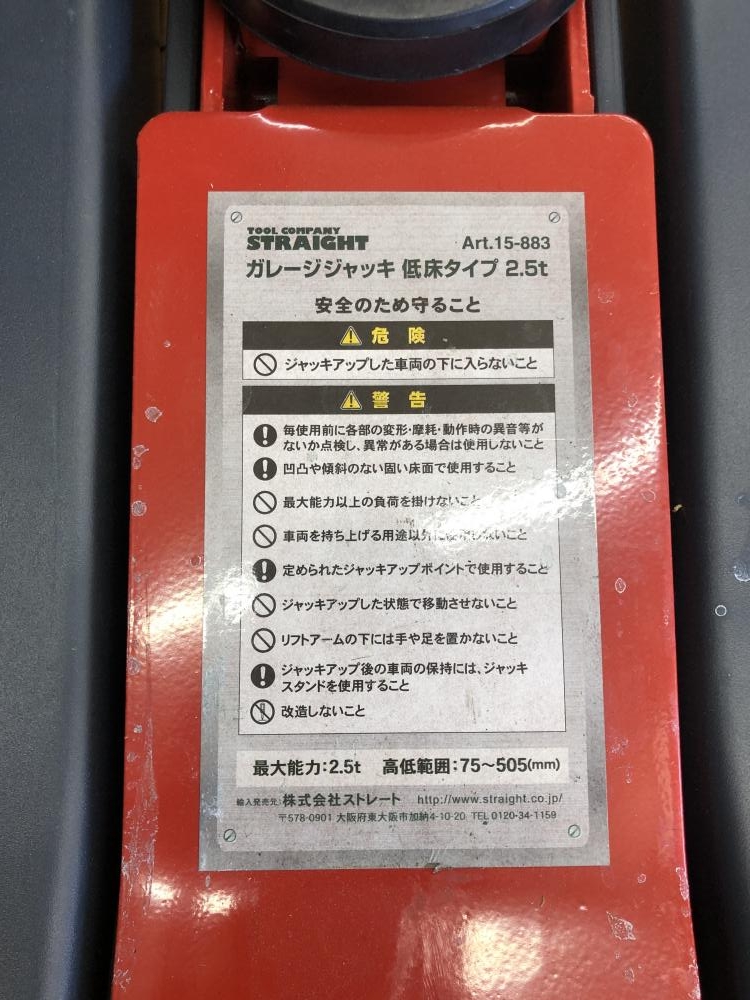 TOOL COMPANY
STRAIGHT
Art.15-883
ガレージジャッキ 低床タイプ 2.5t
安全のため守ること
危 険
ジャッキアップした車両の下に入らないこと
警 告
毎使用前に各部の変形・摩耗・動作時の異音等が
ないか点検し、異常がある場合は使用しないこと
凹凸や傾斜のない固い床面で使用すること
最大能力以上の負荷を掛けないこと
車両を持ち上げる用途以外に使用しないこと
定められたジャッキアップポイントで使用すること
ジャッキアップした状態で移動させないこと
リフトアームの下には手や足を置かないこと
ジャッキアップ後の車両の保持には、ジャッキ
スタンドを使用すること
改造しないこと
最大能力:2.5t 高低範囲:75～505(mm)
輸入発売元 株式会社ストレート http://www.straight.co.jp/
〒578-0901 大阪府東大阪市加納4-10-20 TEL 0120-34-1159